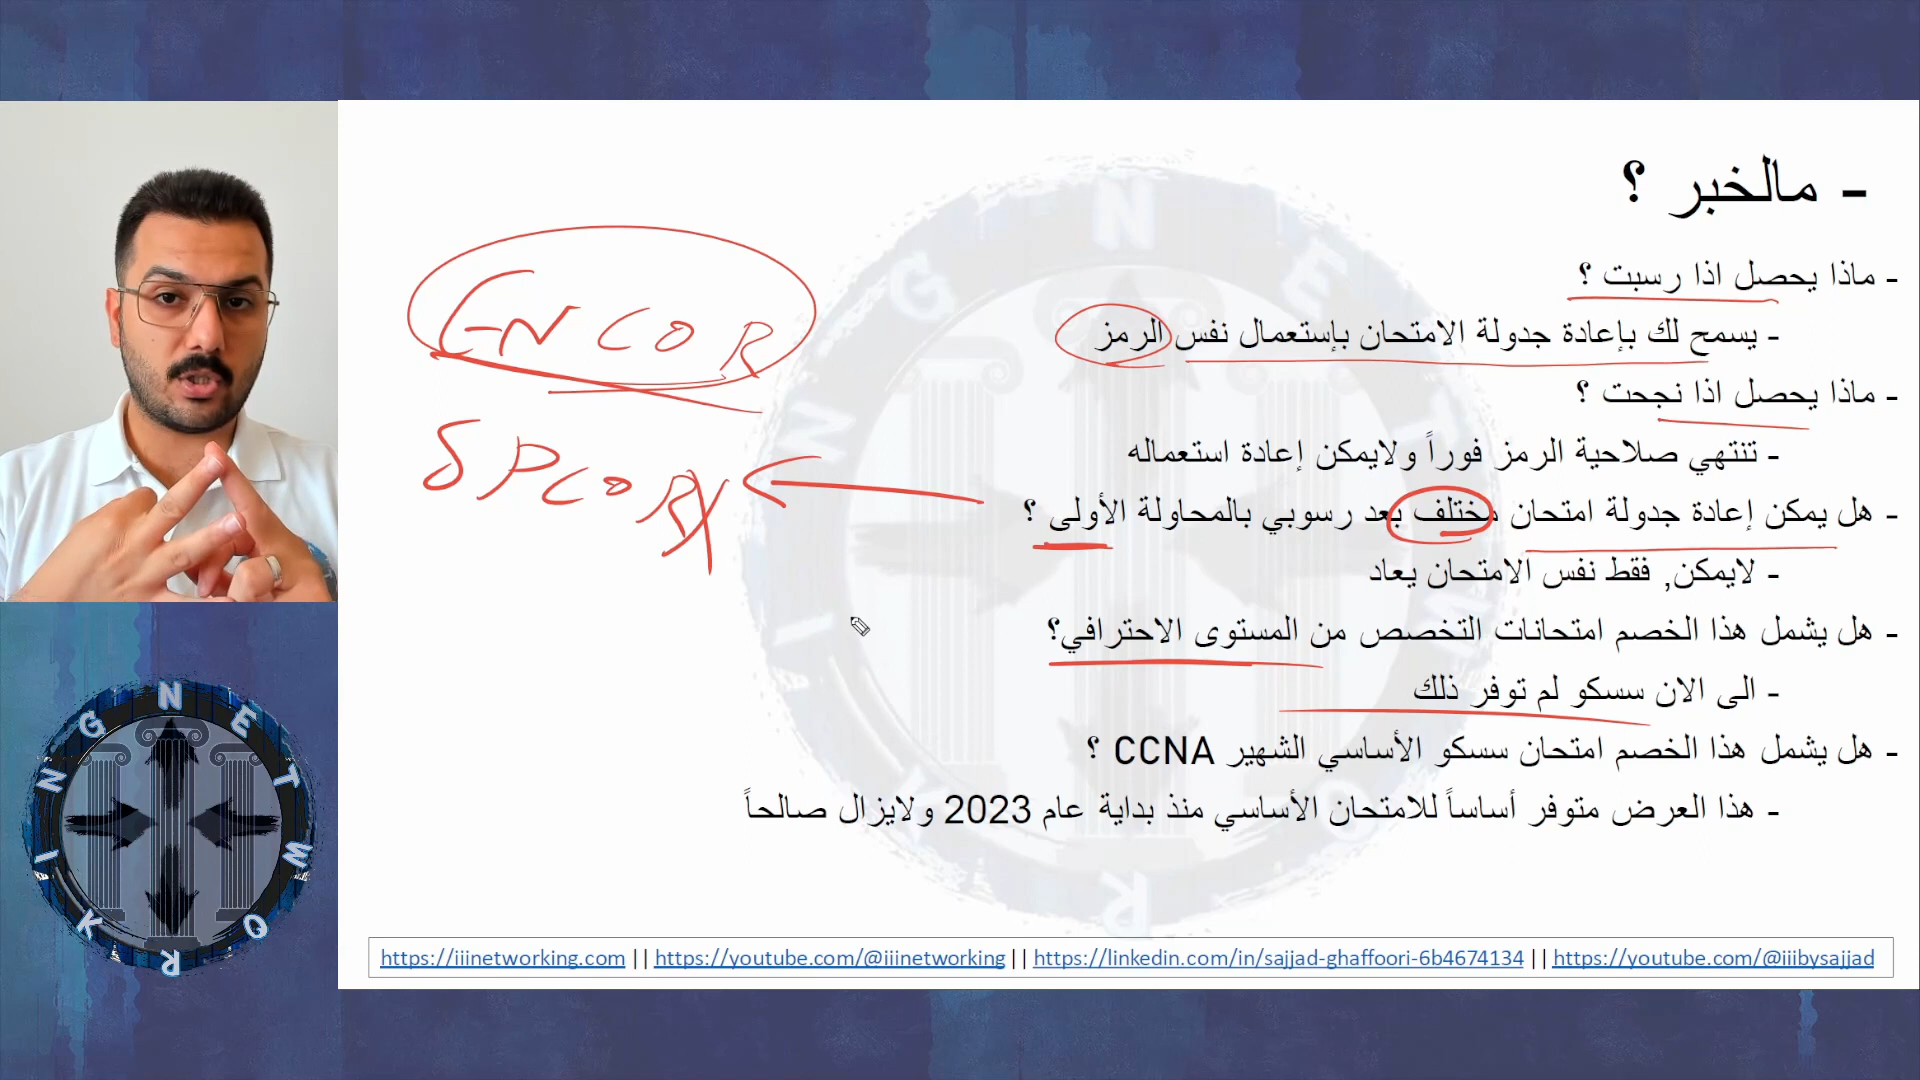 - مالخبر ؟
- ماذا يحصل اذا رسبت ؟
- يسمح لك بإعادة جدولة الامتحان بإستعمال نفس الرمز
- ماذا يحصل اذا نجحت ؟
- تنتهي صلاحية الرمز فوراً ولايمكن إعادة استعماله
- هل يمكن إعادة جدولة امتحان مختلف بعد رسوبي بالمحاولة الأولى ؟
- لايمكن, فقط نفس الامتحان يعاد
- هل يشمل هذا الخصم امتحانات التخصص من المستوى الاحترافي؟
- الى الان سسكو لم توفر ذلك
- هل يشمل هذا الخصم امتحان سسكو الأساسي الشهير CCNA ؟
- هذا العرض متوفر أساساً للامتحان الأساسي منذ بداية عام 2023 ولايزال صالحاً
ENCOR
SPCOR
NETWORKING
NETWORKING
https://iiinetworking.com || https://youtube.com/@iiinetworking || https://linkedin.com/in/sajjad-ghaffoori-6b4674134 || https://youtube.com/@iiibysajjad